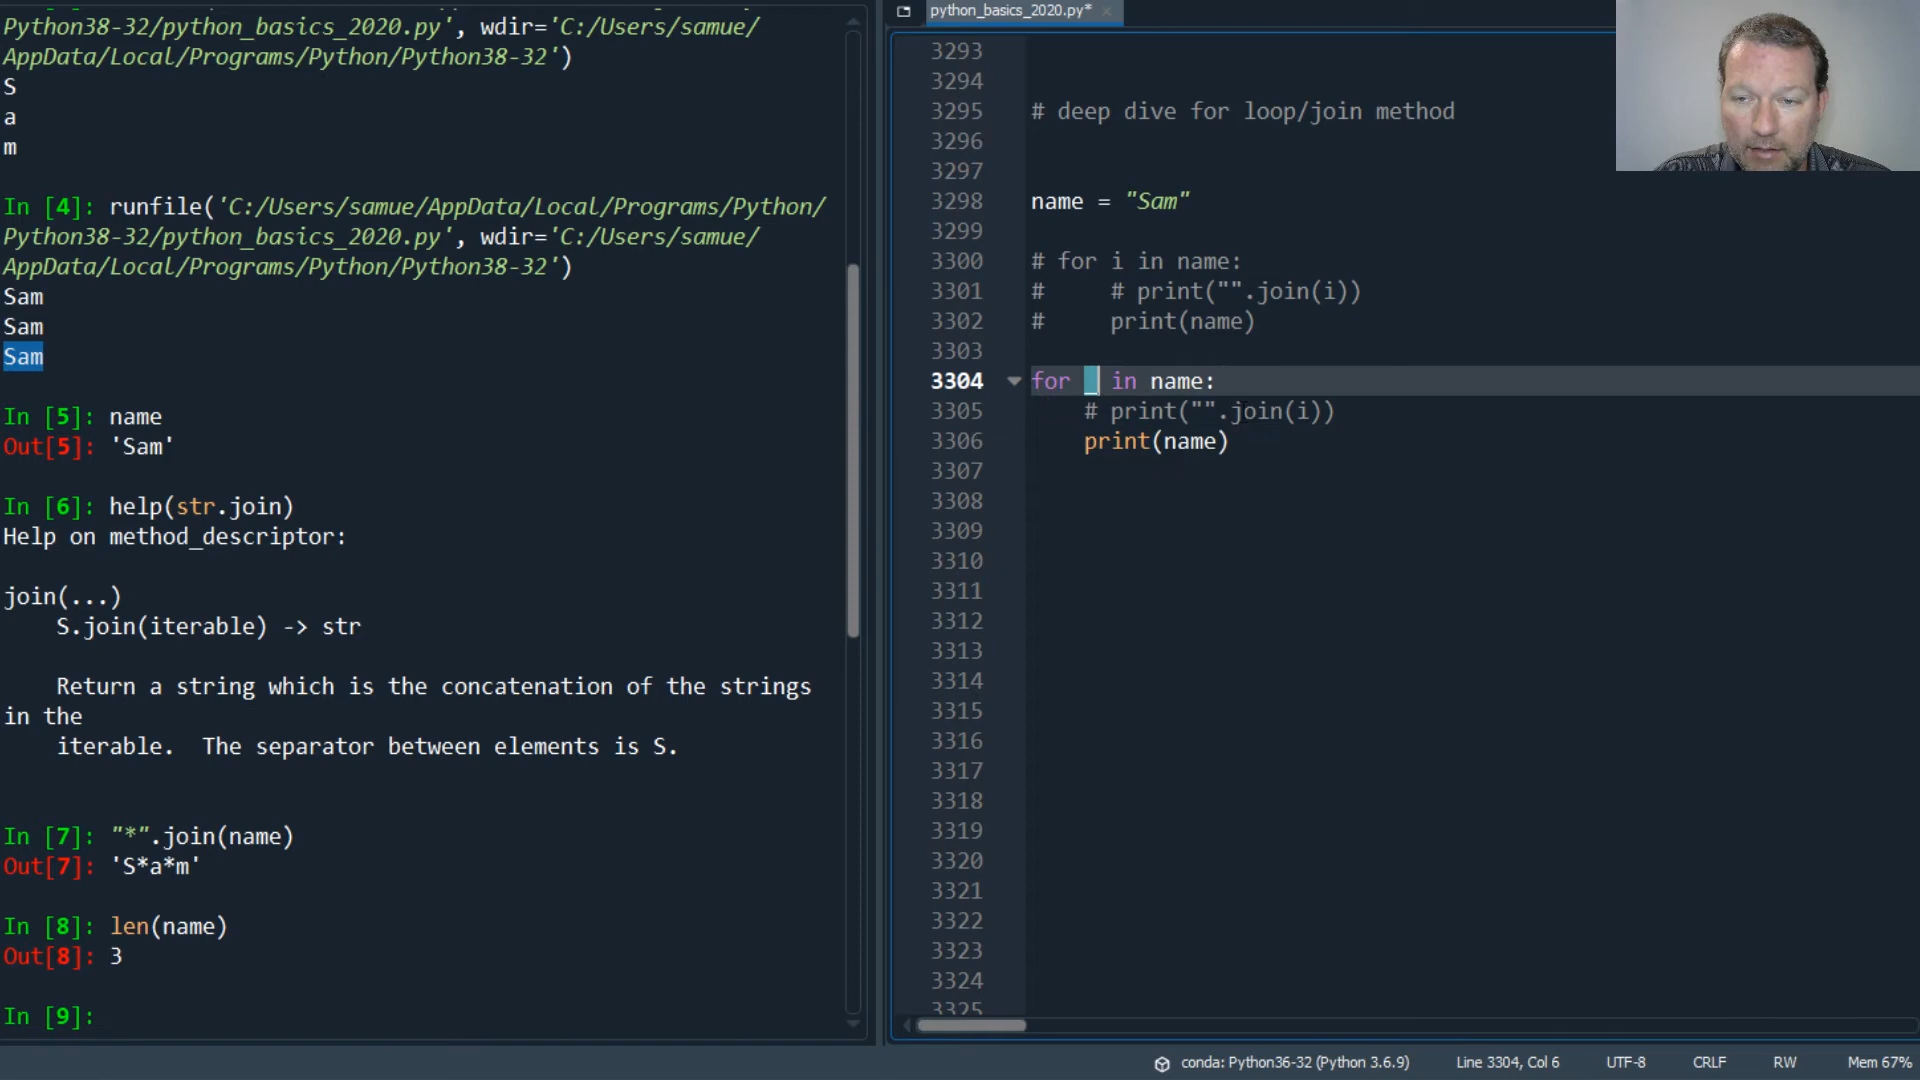 Python38-32/python_basics_2020.py', wdir='C:/Users/samue/
AppData/Local/Programs/Python/Python38-32')
S
a
m
In [4]: runfile('C:/Users/samue/AppData/Local/Programs/Python/
Python38-32/python_basics_2020.py', wdir='C:/Users/samue/
AppData/Local/Programs/Python/Python38-32')
Sam
Sam
Sam
In [5]: name
Out[5]: 'Sam'
In [6]: help(str.join)
Help on method_descriptor:
join(...)
S.join(iterable) -> str
Return a string which is the concatenation of the strings
in the
iterable.  The separator between elements is S.
In [7]: "*".join(name)
Out[7]: 'S*a*m'
In [8]: len(name)
Out[8]: 3
In [9]:
python_basics_2020.py*
3293
3294
3295 # deep dive for loop/join method
3296
3297
3298 name = "Sam"
3299
3300 # for i in name:
3301 #     # print("".join(i))
3302 #     print(name)
3303
3304 for _ in name:
3305     # print("".join(i))
3306     print(name)
3307
3308
3309
3310
3311
3312
3313
3314
3315
3316
3317
3318
3319
3320
3321
3322
3323
3324
3325
conda: Python36-32 (Python 3.6.9) Line 3304, Col 6 UTF-8 CRLF RW Mem 67%